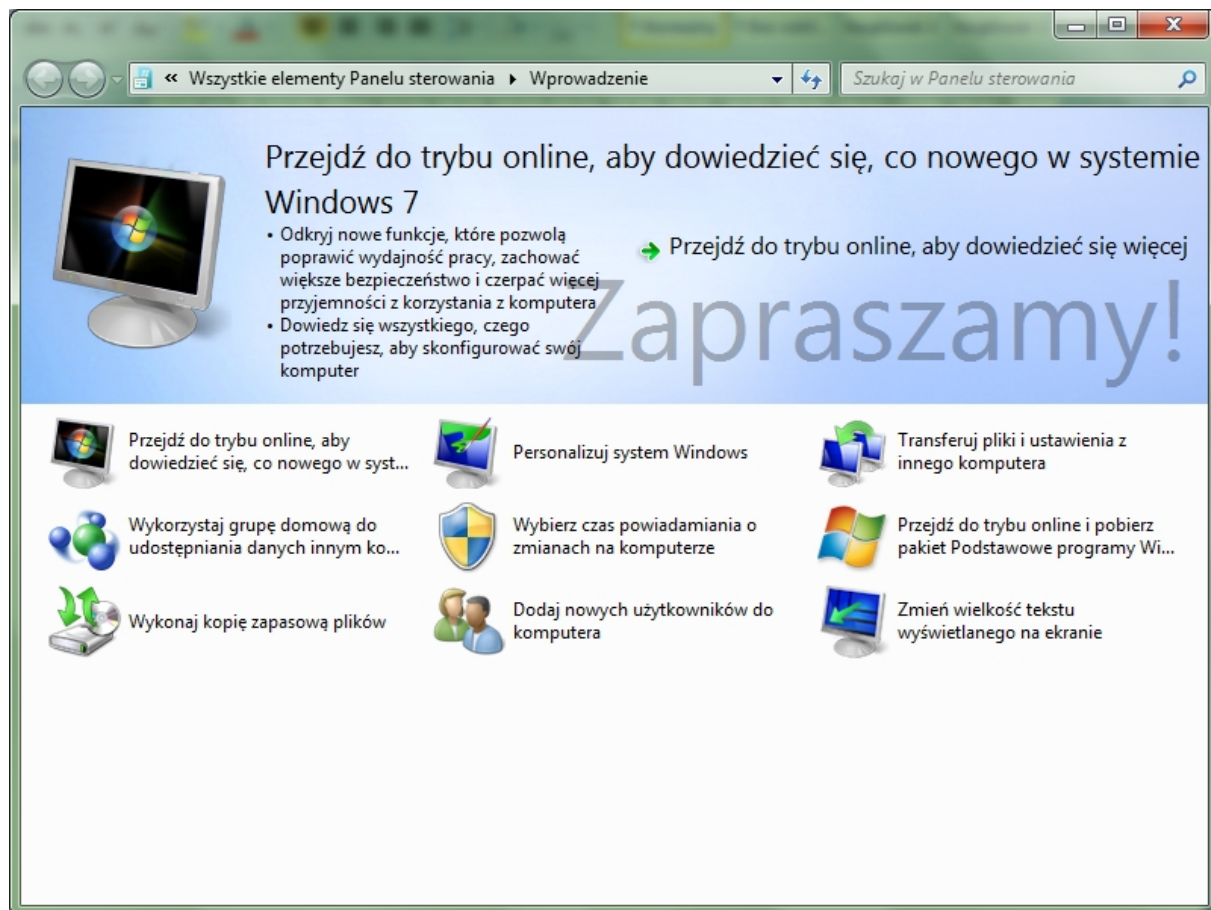 « Wszystkie elementy Panelu sterowania ▸ Wprowadzenie
Szukaj w Panelu sterowania
Przejdź do trybu online, aby dowiedzieć się, co nowego w systemie
Windows 7
• Odkryj nowe funkcje, które pozwolą
poprawić wydajność pracy, zachować
większe bezpieczeństwo i czerpać więcej
przyjemności z korzystania z komputera
• Dowiedz się wszystkiego, czego
potrzebujesz, aby skonfigurować swój
komputer
Przejdź do trybu online, aby dowiedzieć się więcej
Zapraszamy!
Przejdź do trybu online, aby
dowiedzieć się, co nowego w syst...
Personalizuj system Windows
Transferuj pliki i ustawienia z
innego komputera
Wykorzystaj grupę domową do
udostępniania danych innym ko...
Wybierz czas powiadamiania o
zmianach na komputerze
Przejdź do trybu online i pobierz
pakiet Podstawowe programy Wi...
Wykonaj kopię zapasową plików
Dodaj nowych użytkowników do
komputera
Zmień wielkość tekstu
wyświetlanego na ekranie